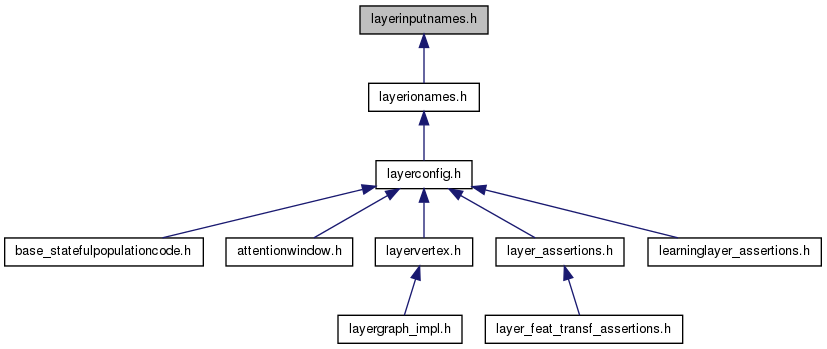 layerinputnames.h
layerionames.h
layerconfig.h
base_statefulpopulationcode.h
attentionwindow.h
layervertex.h
layer_assertions.h
learninglayer_assertions.h
layergraph_impl.h
layer_feat_transf_assertions.h